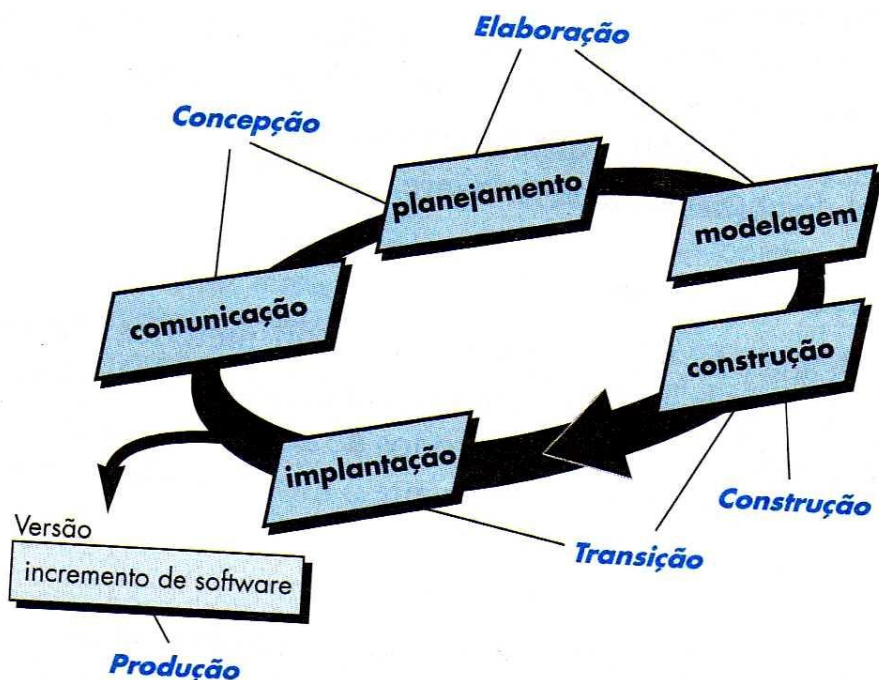 Elaboração
Concepção
planejamento
modelagem
comunicação
construção
implantação
Construção
Versão
Transição
incremento de software
Produção